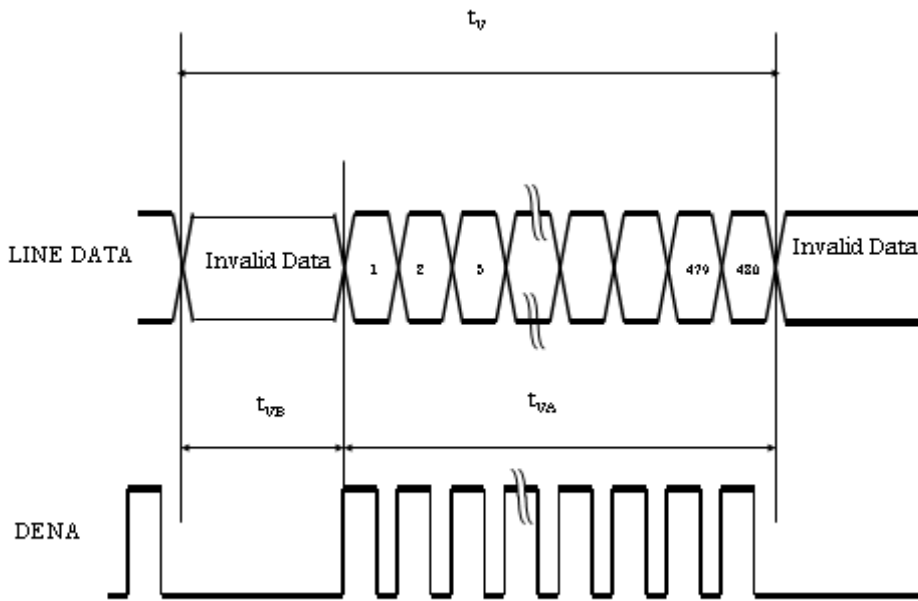 tV
LINE DATA
Invalid Data
1
2
3
479
480
Invalid Data
tVB
tVA
DENA